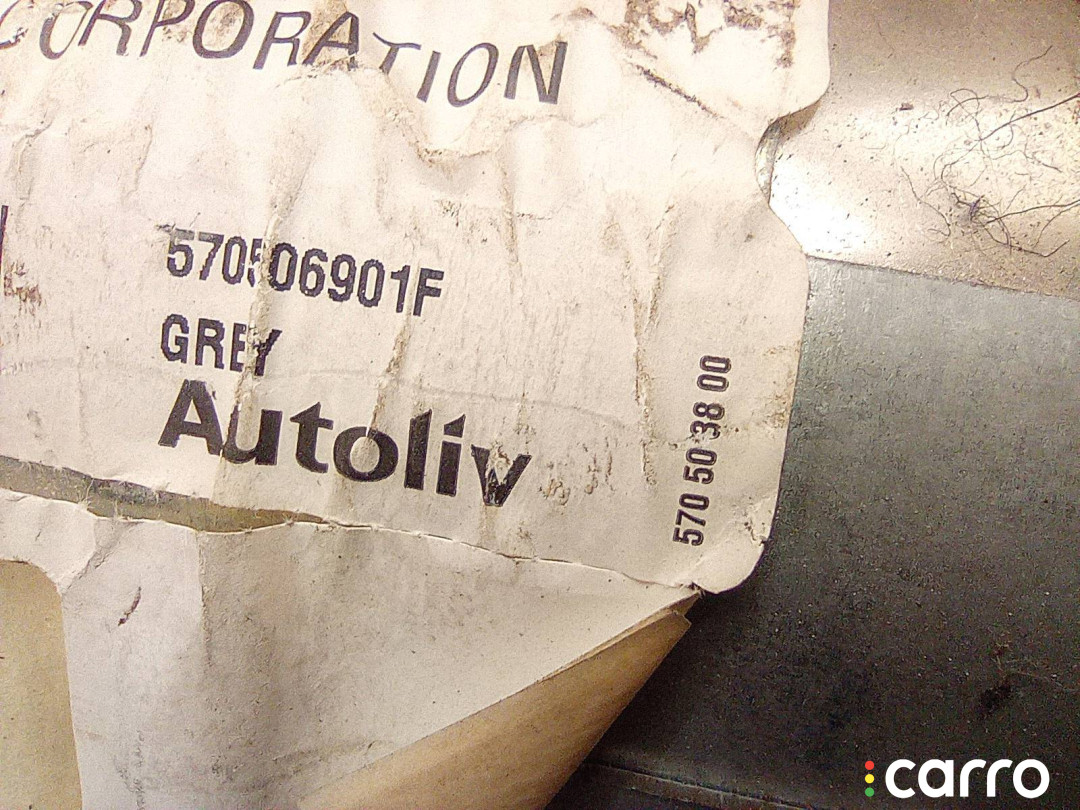 CORPORATION
570506901F
GREY
Autoliv
570 50 38 00
carro